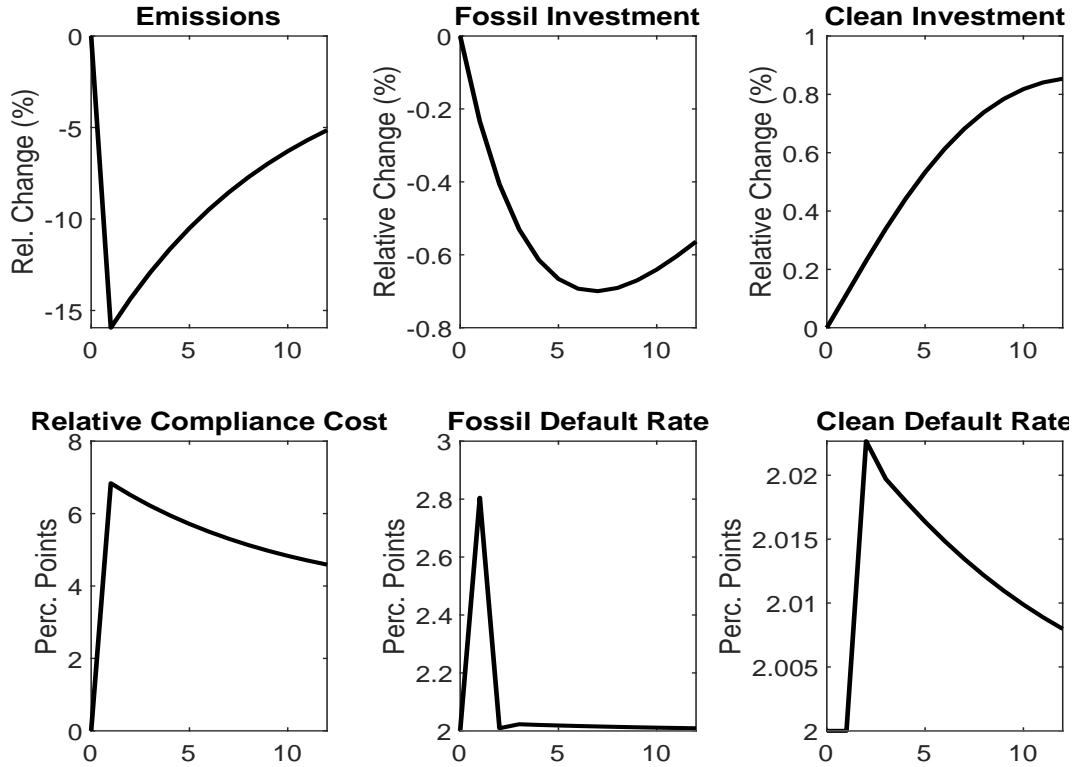 Emissions
Rel. Change (%)
0
-5
-10
-15
0 5 10
Fossil Investment
Relative Change (%)
0
-0.2
-0.4
-0.6
-0.8
0 5 10
Clean Investment
Relative Change (%)
1
0.8
0.6
0.4
0.2
0
0 5 10
Relative Compliance Cost
Perc. Points
8
6
4
2
0
0 5 10
Fossil Default Rate
Perc. Points
3
2.8
2.6
2.4
2.2
2
0 5 10
Clean Default Rate
Perc. Points
2.02
2.015
2.01
2.005
2
0 5 10